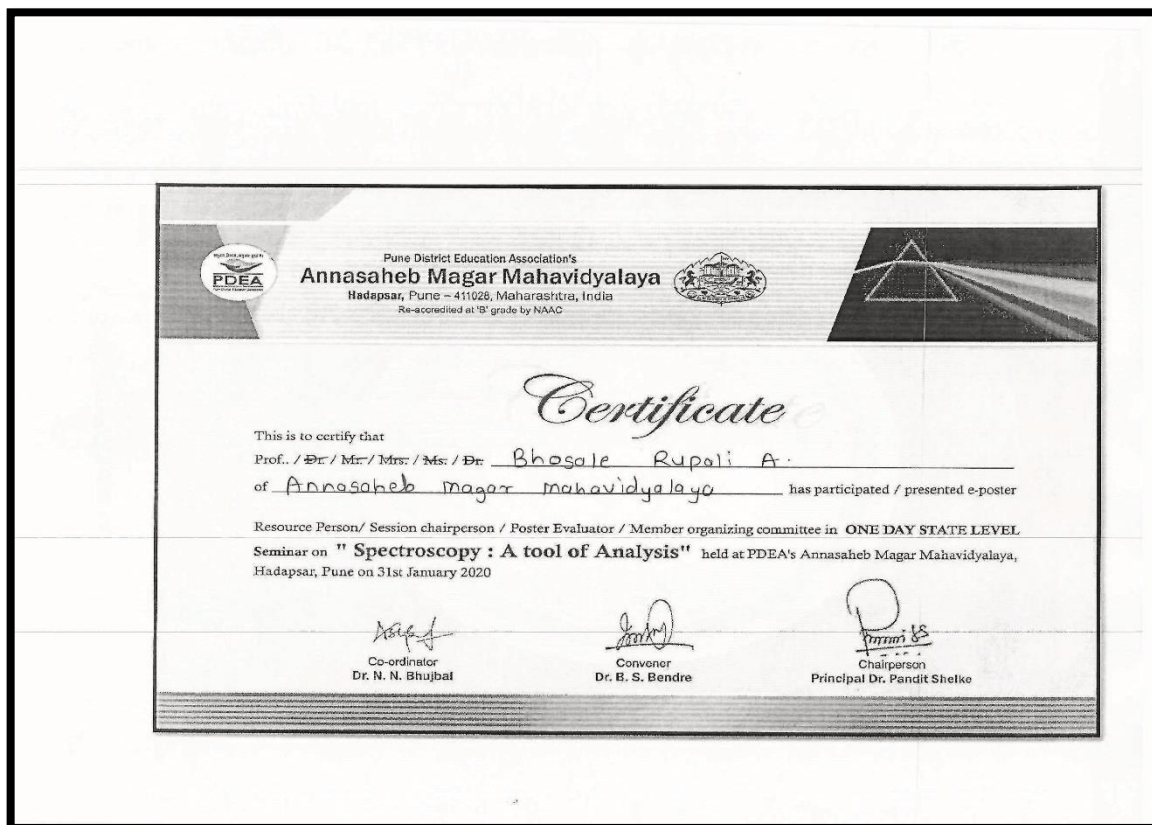 PDEA
Pune District Education Association's
Annasaheb Magar Mahavidyalaya
Hadapsar, Pune – 411028, Maharashtra, India
Re-accredited at 'B' grade by NAAC
Certificate
This is to certify that
Prof.. / Dr / Mr / Mrs. / Ms. / Dr. Bhosale Rupali A.
of Annasaheb magar mahavidyalaya has participated / presented e-poster
Resource Person/ Session chairperson / Poster Evaluator / Member organizing committee in ONE DAY STATE LEVEL
Seminar on " Spectroscopy : A tool of Analysis" held at PDEA's Annasaheb Magar Mahavidyalaya,
Hadapsar, Pune on 31st January 2020
Co-ordinator
Dr. N. N. Bhujbal
Convener
Dr. B. S. Bendre
Chairperson
Principal Dr. Pandit Shelke